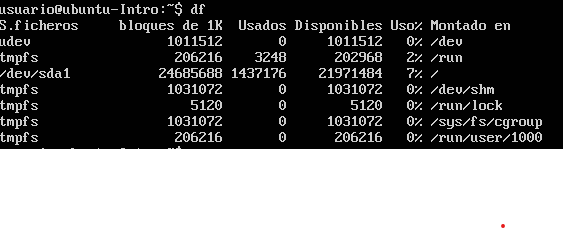 usuario@ubuntu-Intro:~$ df
S.ficheros     bloques de 1K  Usados Disponibles Uso% Montado en
udev                 1011512       0     1011512   0% /dev
tmpfs                 206216    3248      202968   2% /run
/dev/sda1           24685688 1437176    21971484   7% /
tmpfs                1031072       0     1031072   0% /dev/shm
tmpfs                   5120       0        5120   0% /run/lock
tmpfs                1031072       0     1031072   0% /sys/fs/cgroup
tmpfs                 206216       0      206216   0% /run/user/1000